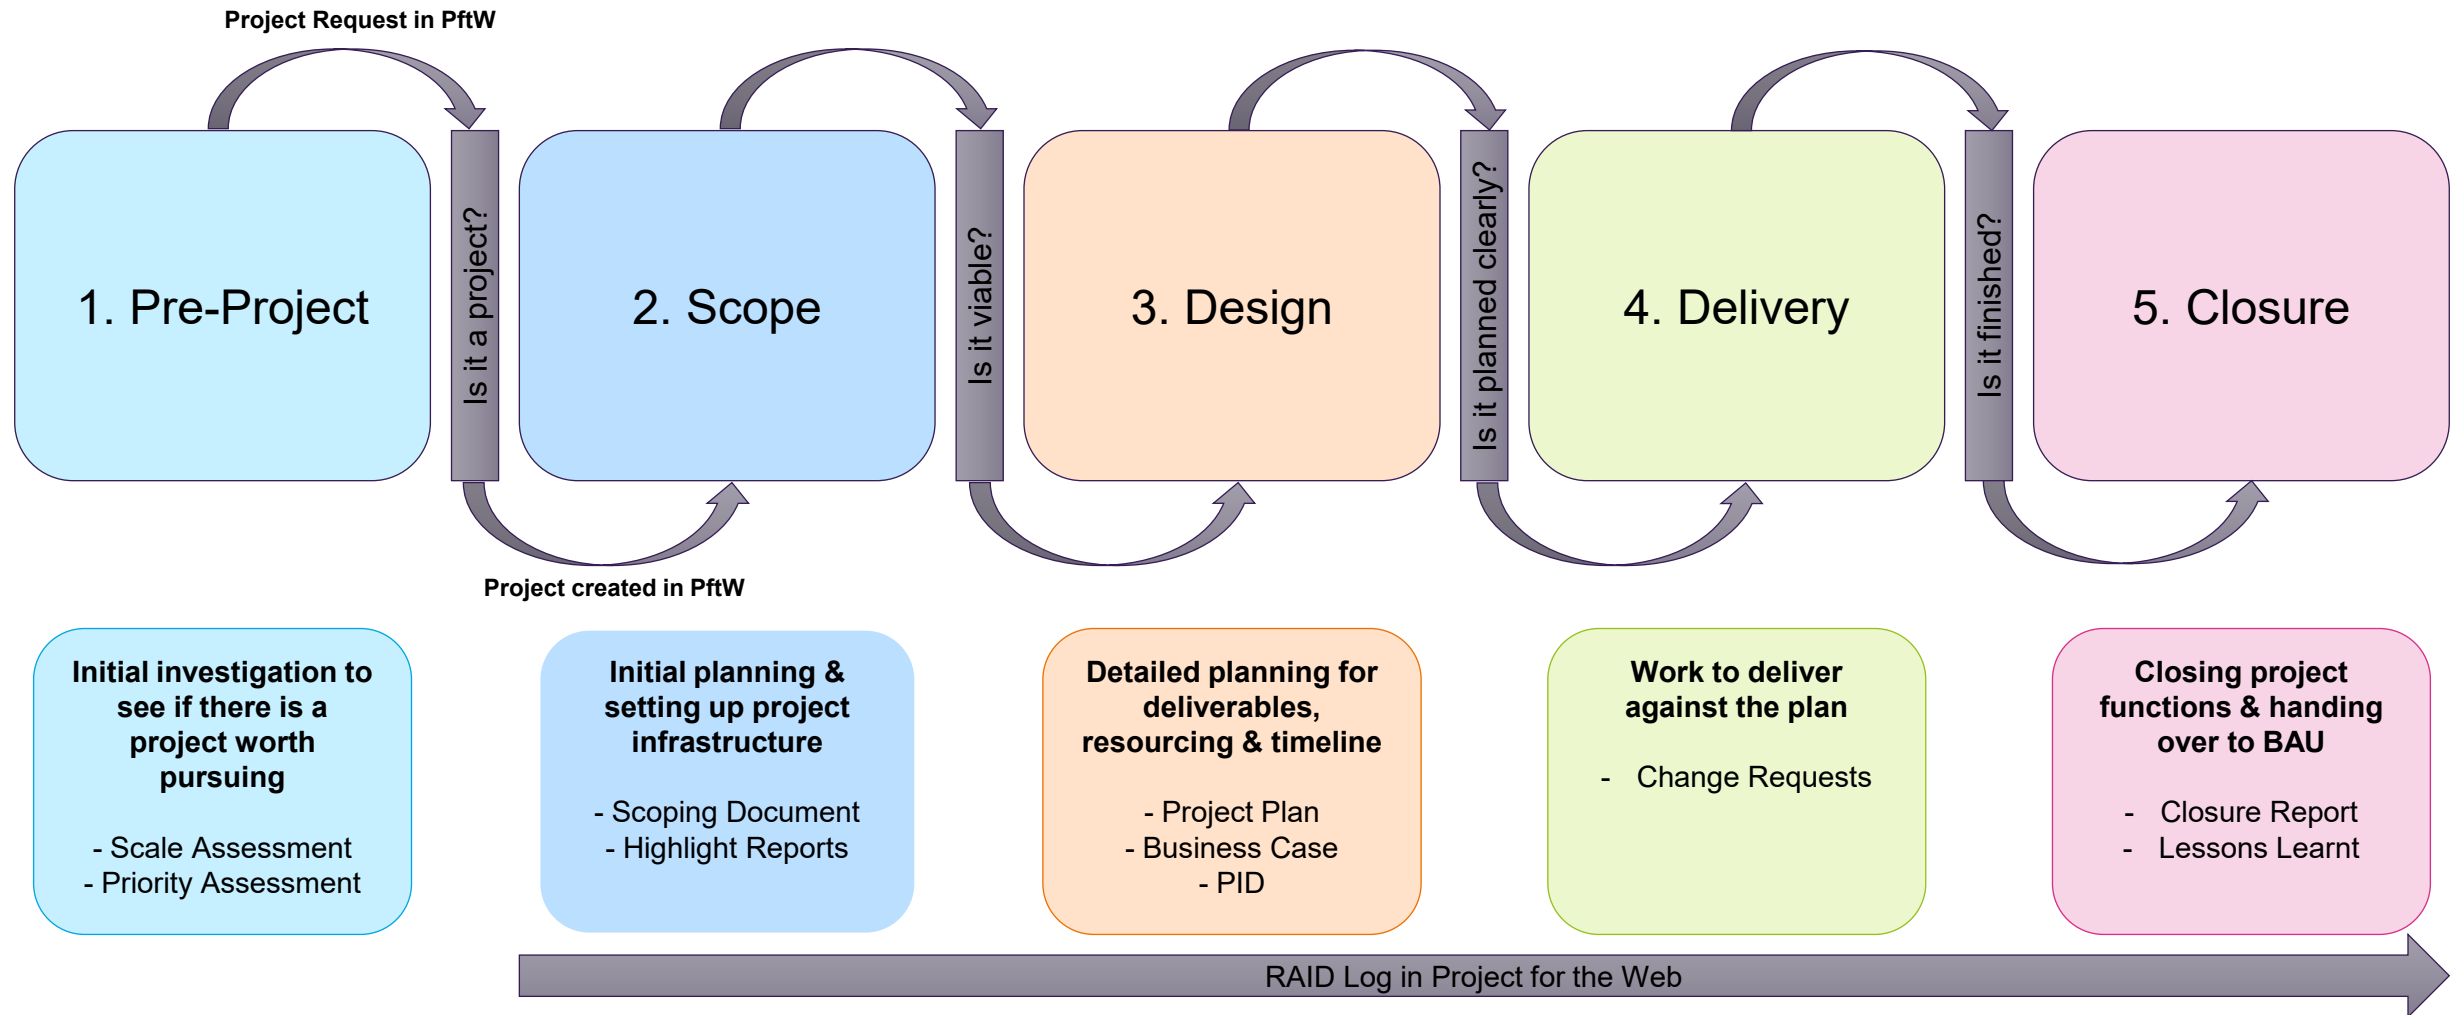 Project Request in PftW
1. Pre-Project
Is it a project?
2. Scope
Is it viable?
3. Design
Is it planned clearly?
4. Delivery
Is it finished?
5. Closure
Project created in PftW
Initial investigation to
see if there is a
project worth
pursuing
- Scale Assessment
- Priority Assessment
Initial planning &
setting up project
infrastructure
- Scoping Document
- Highlight Reports
Detailed planning for
deliverables,
resourcing & timeline
- Project Plan
- Business Case
- PID
Work to deliver
against the plan
- Change Requests
Closing project
functions & handing
over to BAU
- Closure Report
- Lessons Learnt
RAID Log in Project for the Web